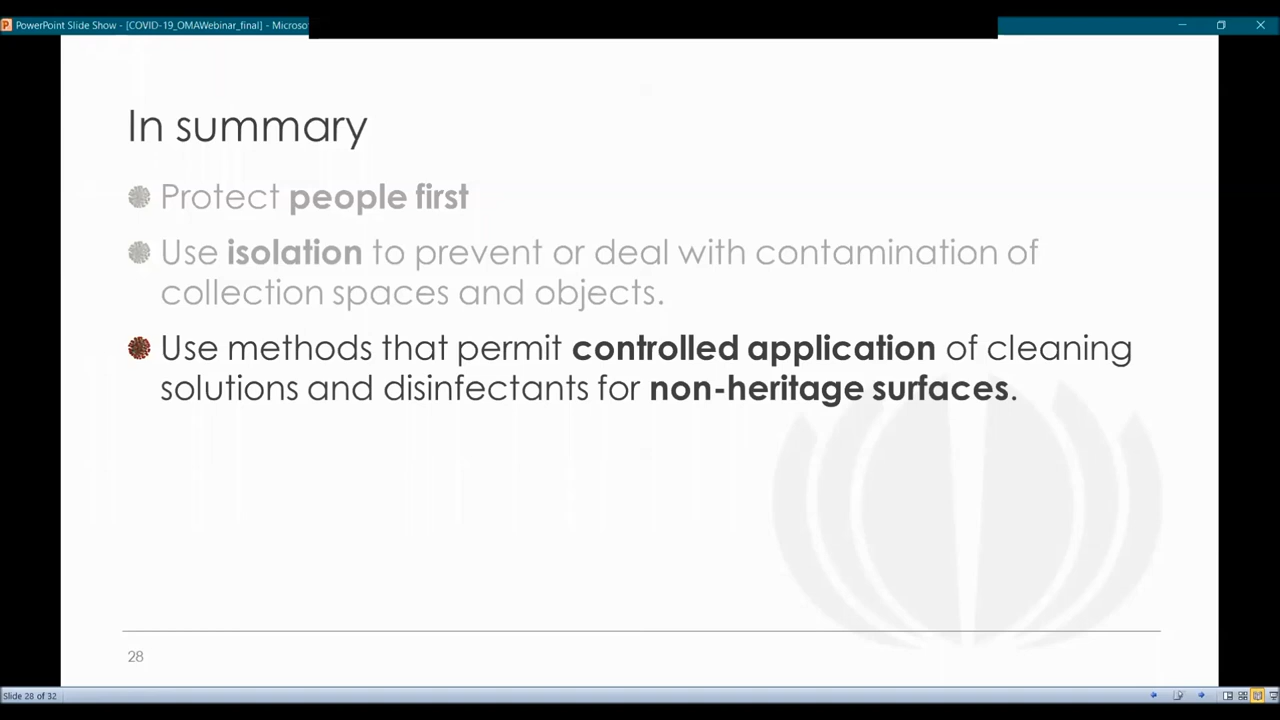 PowerPoint Slide Show - [COVID-19_OMAWebinar_final] - Microso
In summary
Protect people first
Use isolation to prevent or deal with contamination of
collection spaces and objects.
Use methods that permit controlled application of cleaning
solutions and disinfectants for non-heritage surfaces.
28
Slide 28 of 32